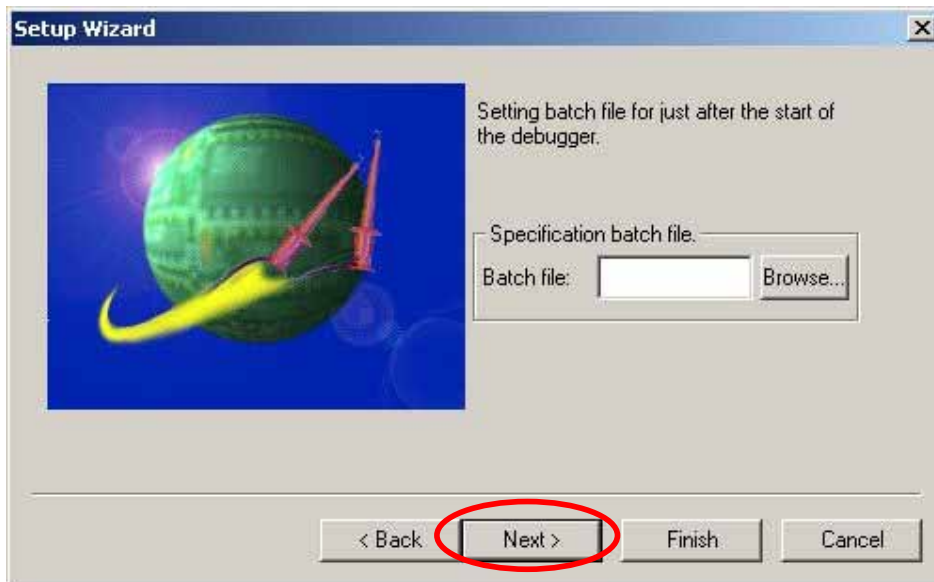 Setup Wizard
Setting batch file for just after the start of
the debugger.
Specification batch file.
Batch file:
Browse...
< Back
Next >
Finish
Cancel